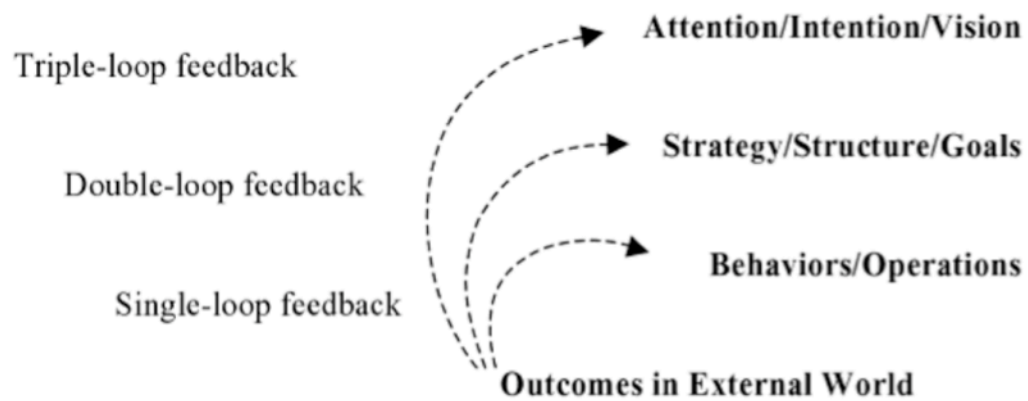 Attention/Intention/Vision
Triple-loop feedback
Strategy/Structure/Goals
Double-loop feedback
Behaviors/Operations
Single-loop feedback
Outcomes in External World